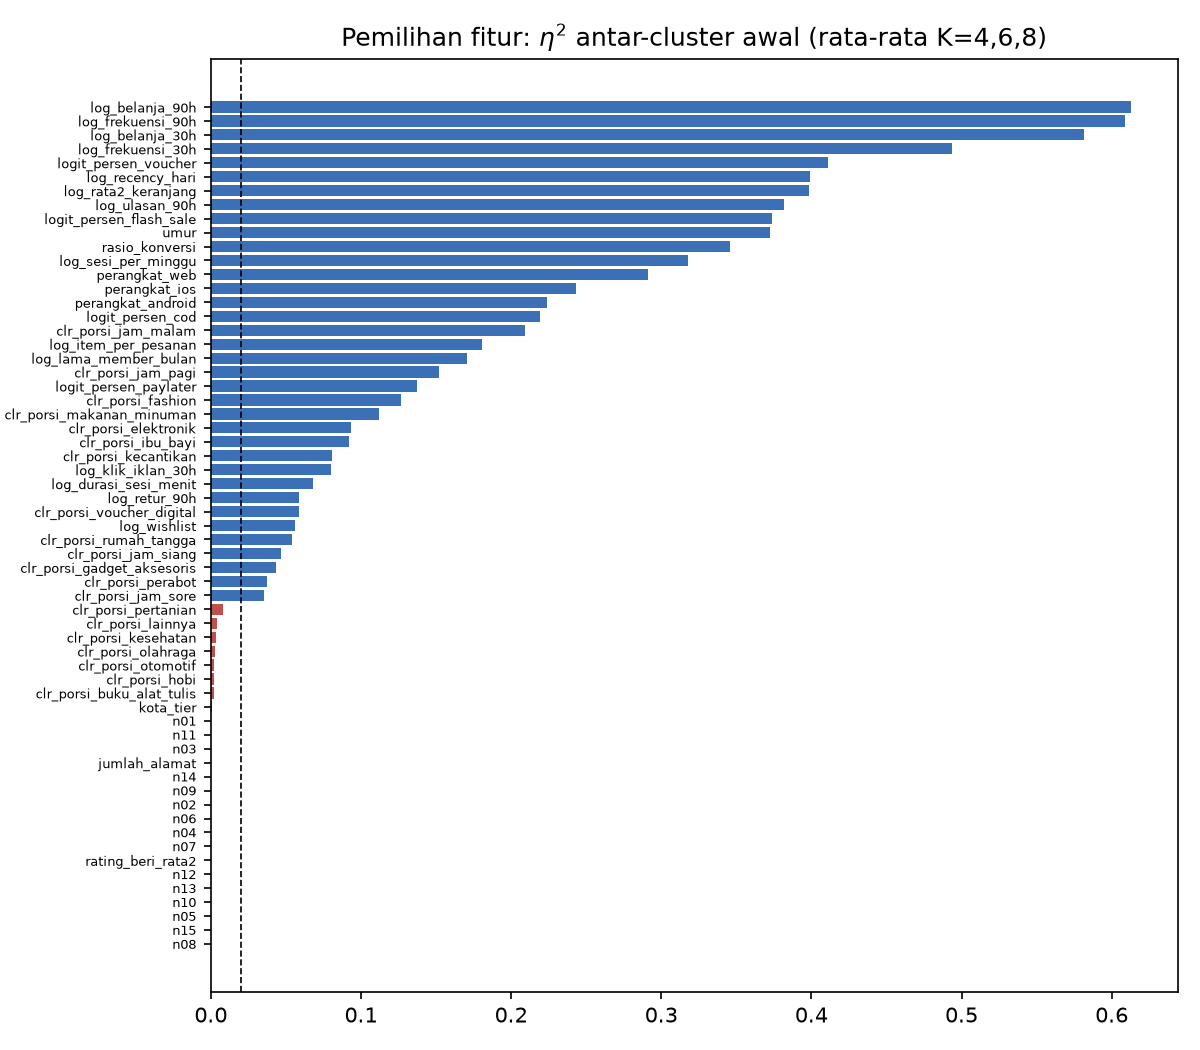 Pemilihan fitur: η² antar-cluster awal (rata-rata K=4,6,8)
log_belanja_90h
log_frekuensi_90h
log_belanja_30h
log_frekuensi_30h
logit_persen_voucher
log_recency_hari
log_rata2_keranjang
log_ulasan_90h
logit_persen_flash_sale
umur
rasio_konversi
log_sesi_per_minggu
perangkat_web
perangkat_ios
perangkat_android
logit_persen_cod
clr_porsi_jam_malam
log_item_per_pesanan
log_lama_member_bulan
clr_porsi_jam_pagi
logit_persen_paylater
clr_porsi_fashion
clr_porsi_makanan_minuman
clr_porsi_elektronik
clr_porsi_ibu_bayi
clr_porsi_kecantikan
log_klik_iklan_30h
log_durasi_sesi_menit
log_retur_90h
clr_porsi_voucher_digital
log_wishlist
clr_porsi_rumah_tangga
clr_porsi_jam_siang
clr_porsi_gadget_aksesoris
clr_porsi_perabot
clr_porsi_jam_sore
clr_porsi_pertanian
clr_porsi_lainnya
clr_porsi_kesehatan
clr_porsi_olahraga
clr_porsi_otomotif
clr_porsi_hobi
clr_porsi_buku_alat_tulis
kota_tier
n01
n11
n03
jumlah_alamat
n14
n09
n02
n06
n04
n07
rating_beri_rata2
n12
n13
n10
n05
n15
n08
0.0 0.1 0.2 0.3 0.4 0.5 0.6